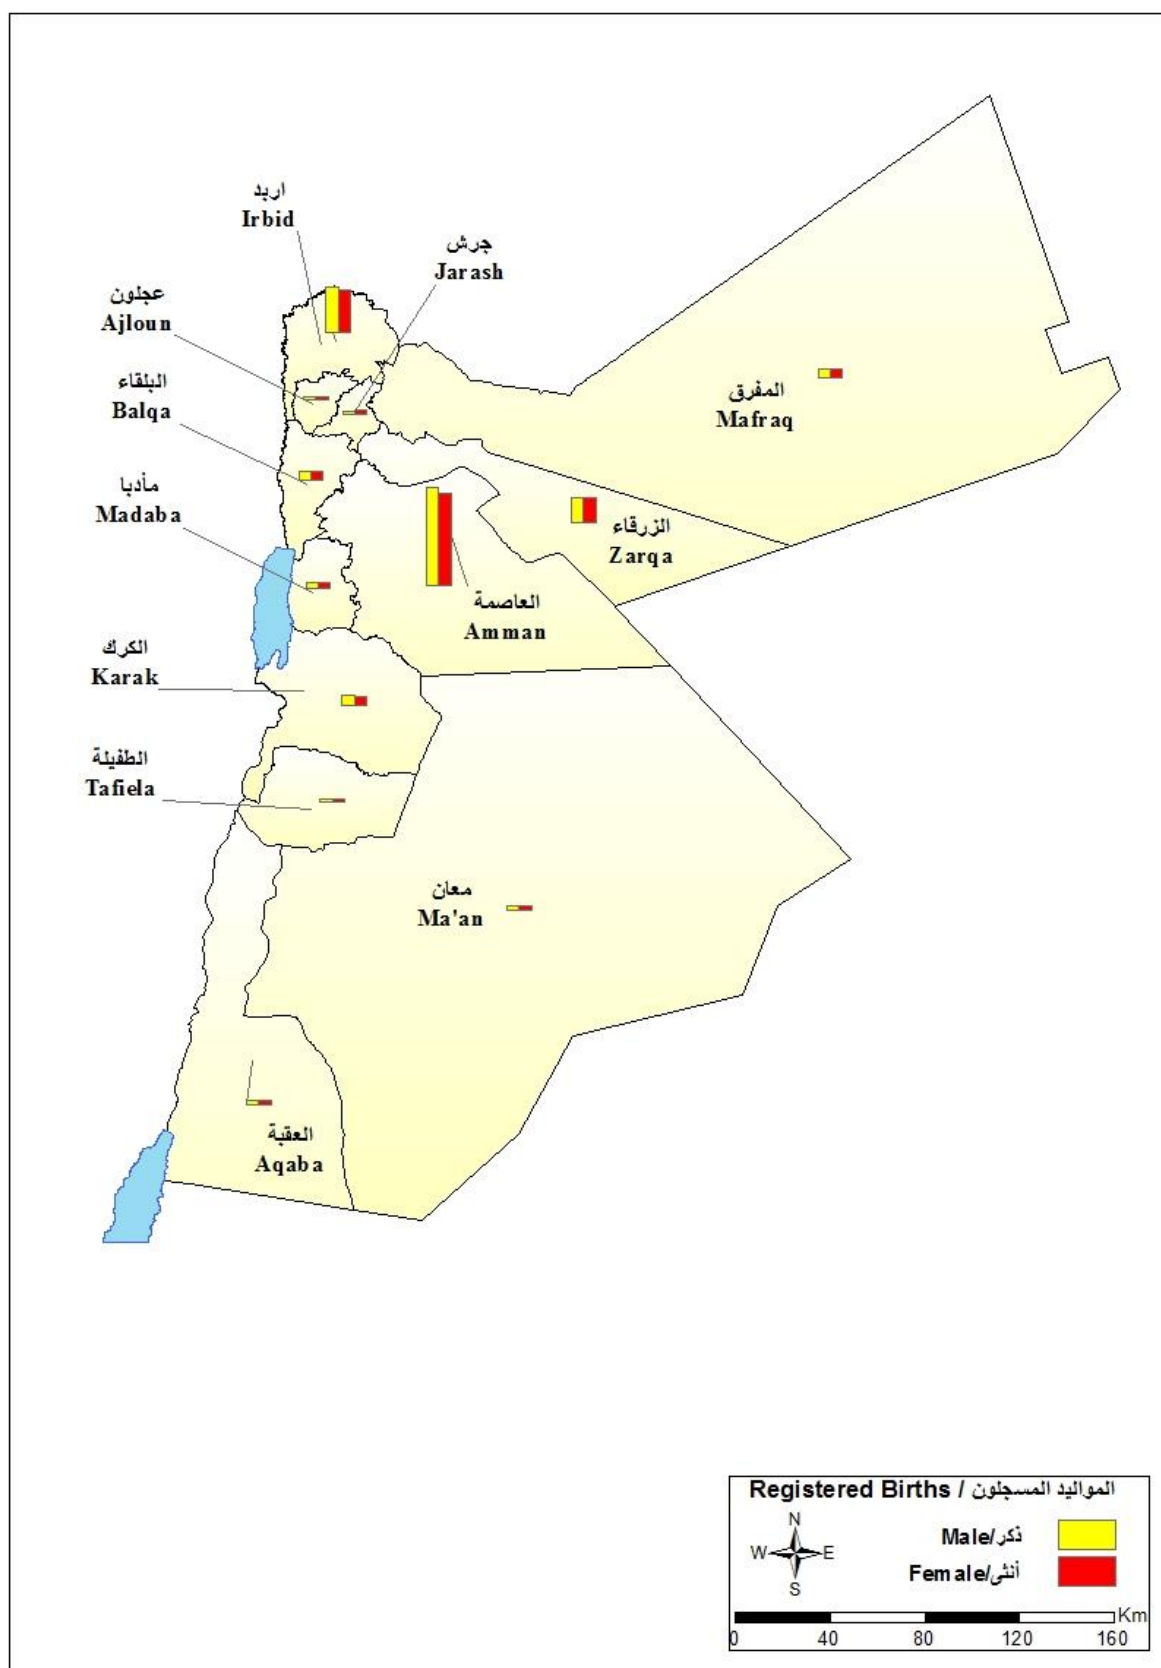 اربد
Irbid
جرش
Jarash
عجلون
Ajloun
البلقاء
Balqa
المفرق
Mafraq
مأدبا
Madaba
الزرقاء
Zarqa
العاصمة
Amman
الكرك
Karak
الطفيلة
Tafiela
معان
Ma'an
العقبة
Aqaba
Registered Births / المواليد المسجلون
N
W E
S
Male/ذكر
Female/أنثى
Km
0 40 80 120 160